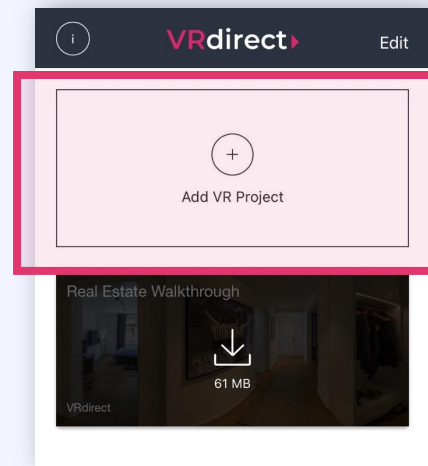 i
VRdirect
Edit
+
Add VR Project
Real Estate Walkthrough
61 MB
VRdirect